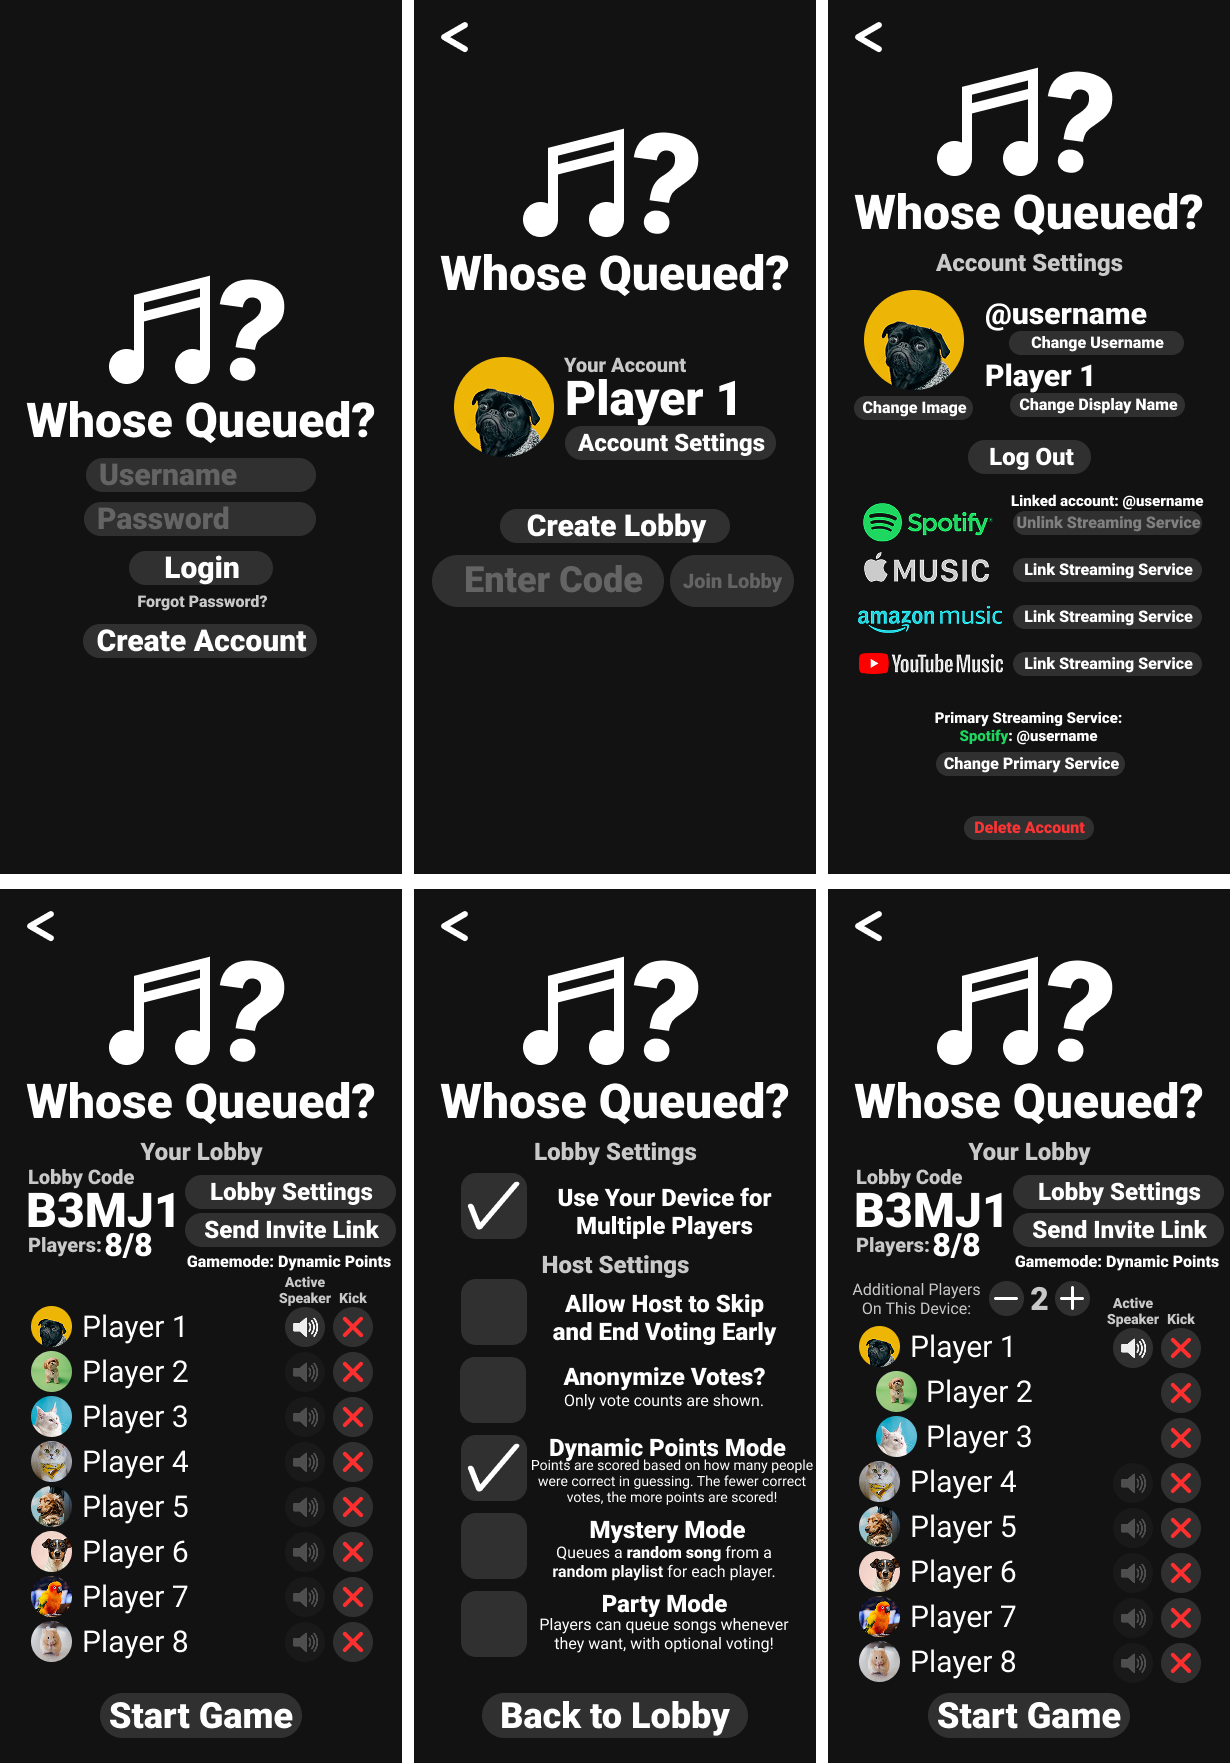 Whose Queued?
Username
Password
Login
Forgot Password?
Create Account
<
Whose Queued?
Your Account
Player 1
Account Settings
Create Lobby
Enter Code
Join Lobby
<
Whose Queued?
Account Settings
@username
Change Username
Player 1
Change Image
Change Display Name
Log Out
Linked account: @username
Spotify
Unlink Streaming Service
MUSIC
Link Streaming Service
amazon music
Link Streaming Service
YouTube Music
Link Streaming Service
Primary Streaming Service:
Spotify: @username
Change Primary Service
Delete Account
<
Whose Queued?
Your Lobby
Lobby Code
B3MJ1
Players: 8/8
Lobby Settings
Send Invite Link
Gamemode: Dynamic Points
Active
Speaker Kick
Player 1
Player 2
Player 3
Player 4
Player 5
Player 6
Player 7
Player 8
Start Game
<
Whose Queued?
Lobby Settings
Use Your Device for
Multiple Players
Host Settings
Allow Host to Skip
and End Voting Early
Anonymize Votes?
Only vote counts are shown.
Dynamic Points Mode
Points are scored based on how many people
were correct in guessing. The fewer correct
votes, the more points are scored!
Mystery Mode
Queues a random song from a
random playlist for each player.
Party Mode
Players can queue songs whenever
they want, with optional voting!
Back to Lobby
<
Whose Queued?
Your Lobby
Lobby Code
B3MJ1
Players: 8/8
Lobby Settings
Send Invite Link
Gamemode: Dynamic Points
Additional Players
On This Device:
2
Active
Speaker Kick
Player 1
Player 2
Player 3
Player 4
Player 5
Player 6
Player 7
Player 8
Start Game